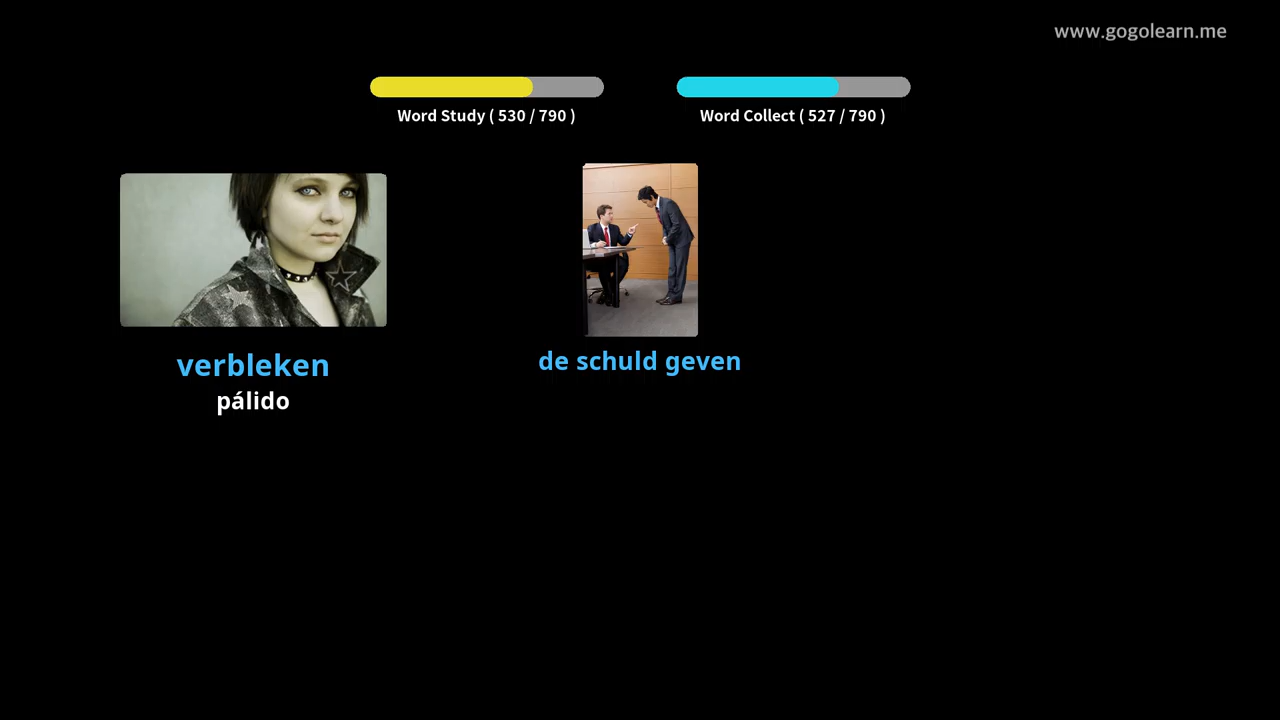 www.gogolearn.me
Word Study ( 530 / 790 )
Word Collect ( 527 / 790 )
verbleken
pálido
de schuld geven